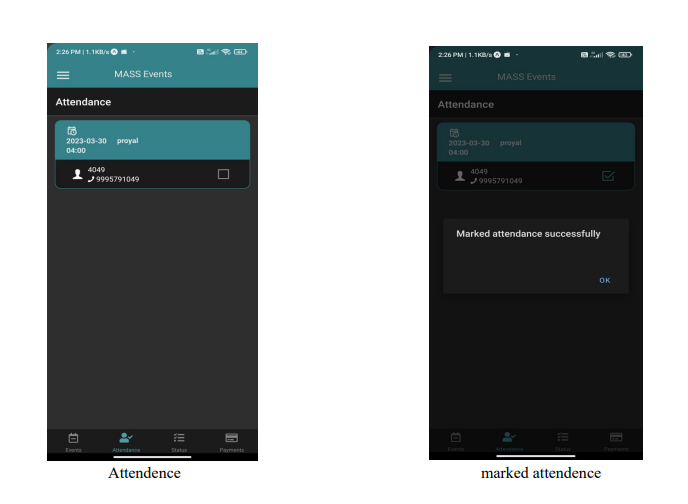 2:26 PM | 1.1KB/s
MASS Events
Attendance
2023-03-30 proyal
04:00
4049
9995791049
Events Attendance Status Payments
Attendence
2:26 PM | 1.1KB/s
MASS Events
Attendance
2023-03-30 proyal
04:00
4049
9995791049
Marked attendance successfully
OK
Events Attendance Status Payments
marked attendence